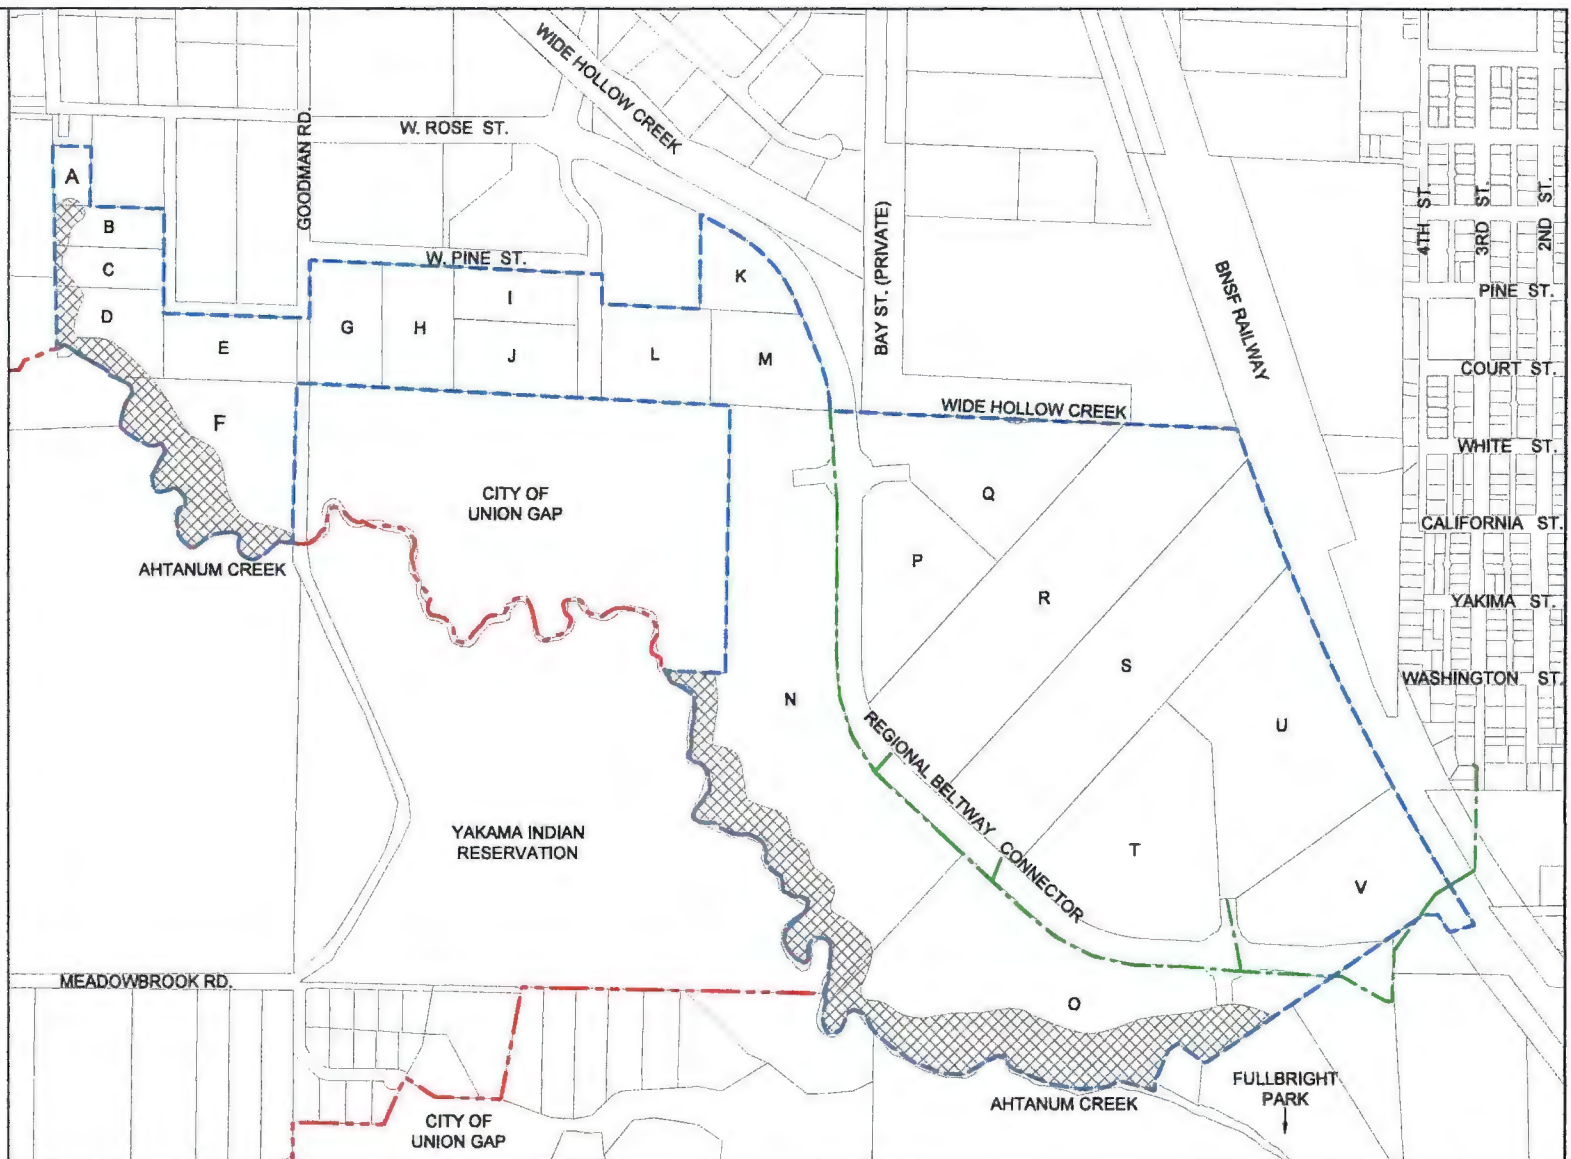 WIDE HOLLOW CREEK
W. ROSE ST.
GOODMAN RD.
A
B
C
D
E
F
W. PINE ST.
G
H
I
J
K
L
M
BAY ST. (PRIVATE)
BNSF RAILWAY
4TH ST.
3RD ST.
2ND ST.
PINE ST.
COURT ST.
WHITE ST.
CALIFORNIA ST.
YAKIMA ST.
WASHINGTON ST.
WIDE HOLLOW CREEK
CITY OF
UNION GAP
AHTANUM CREEK
N
P
Q
R
S
U
T
V
O
REGIONAL BELTWAY CONNECTOR
YAKAMA INDIAN
RESERVATION
MEADOWBROOK RD.
CITY OF
UNION GAP
AHTANUM CREEK
FULLBRIGHT
PARK